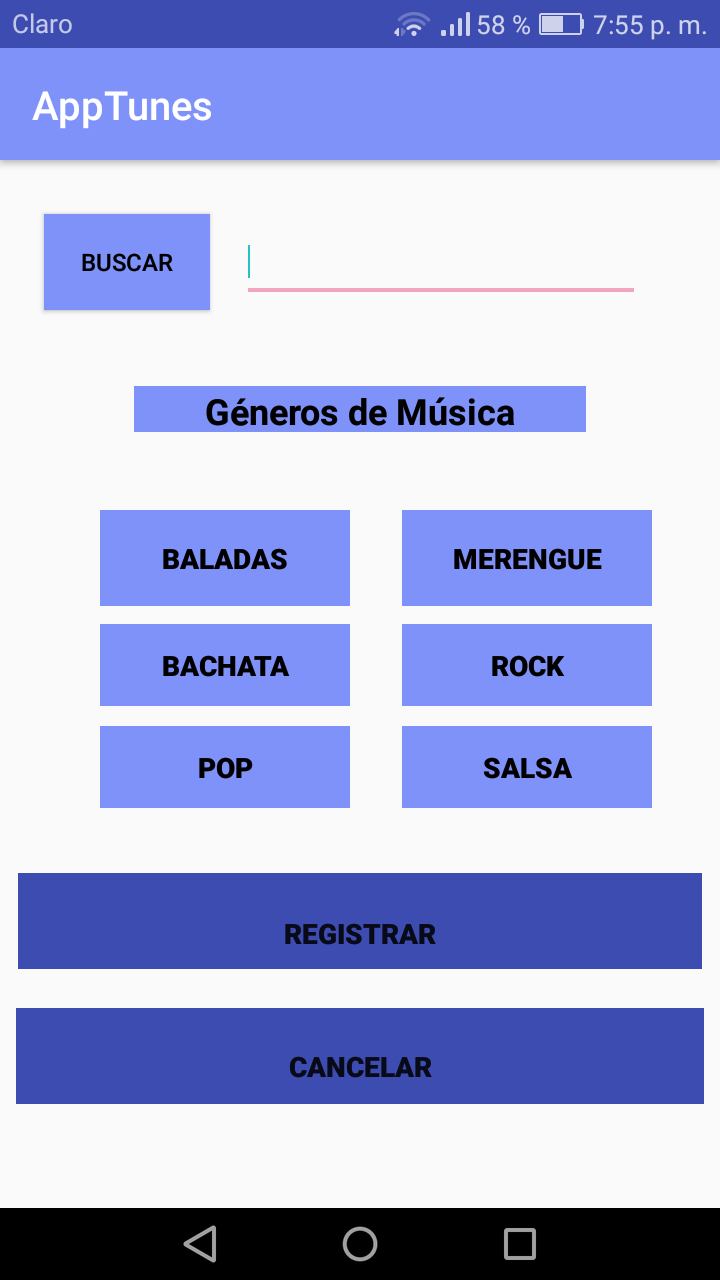 Claro 58 % 7:55 p. m.
AppTunes
BUSCAR
Géneros de Música
BALADAS MERENGUE
BACHATA ROCK
POP SALSA
REGISTRAR
CANCELAR